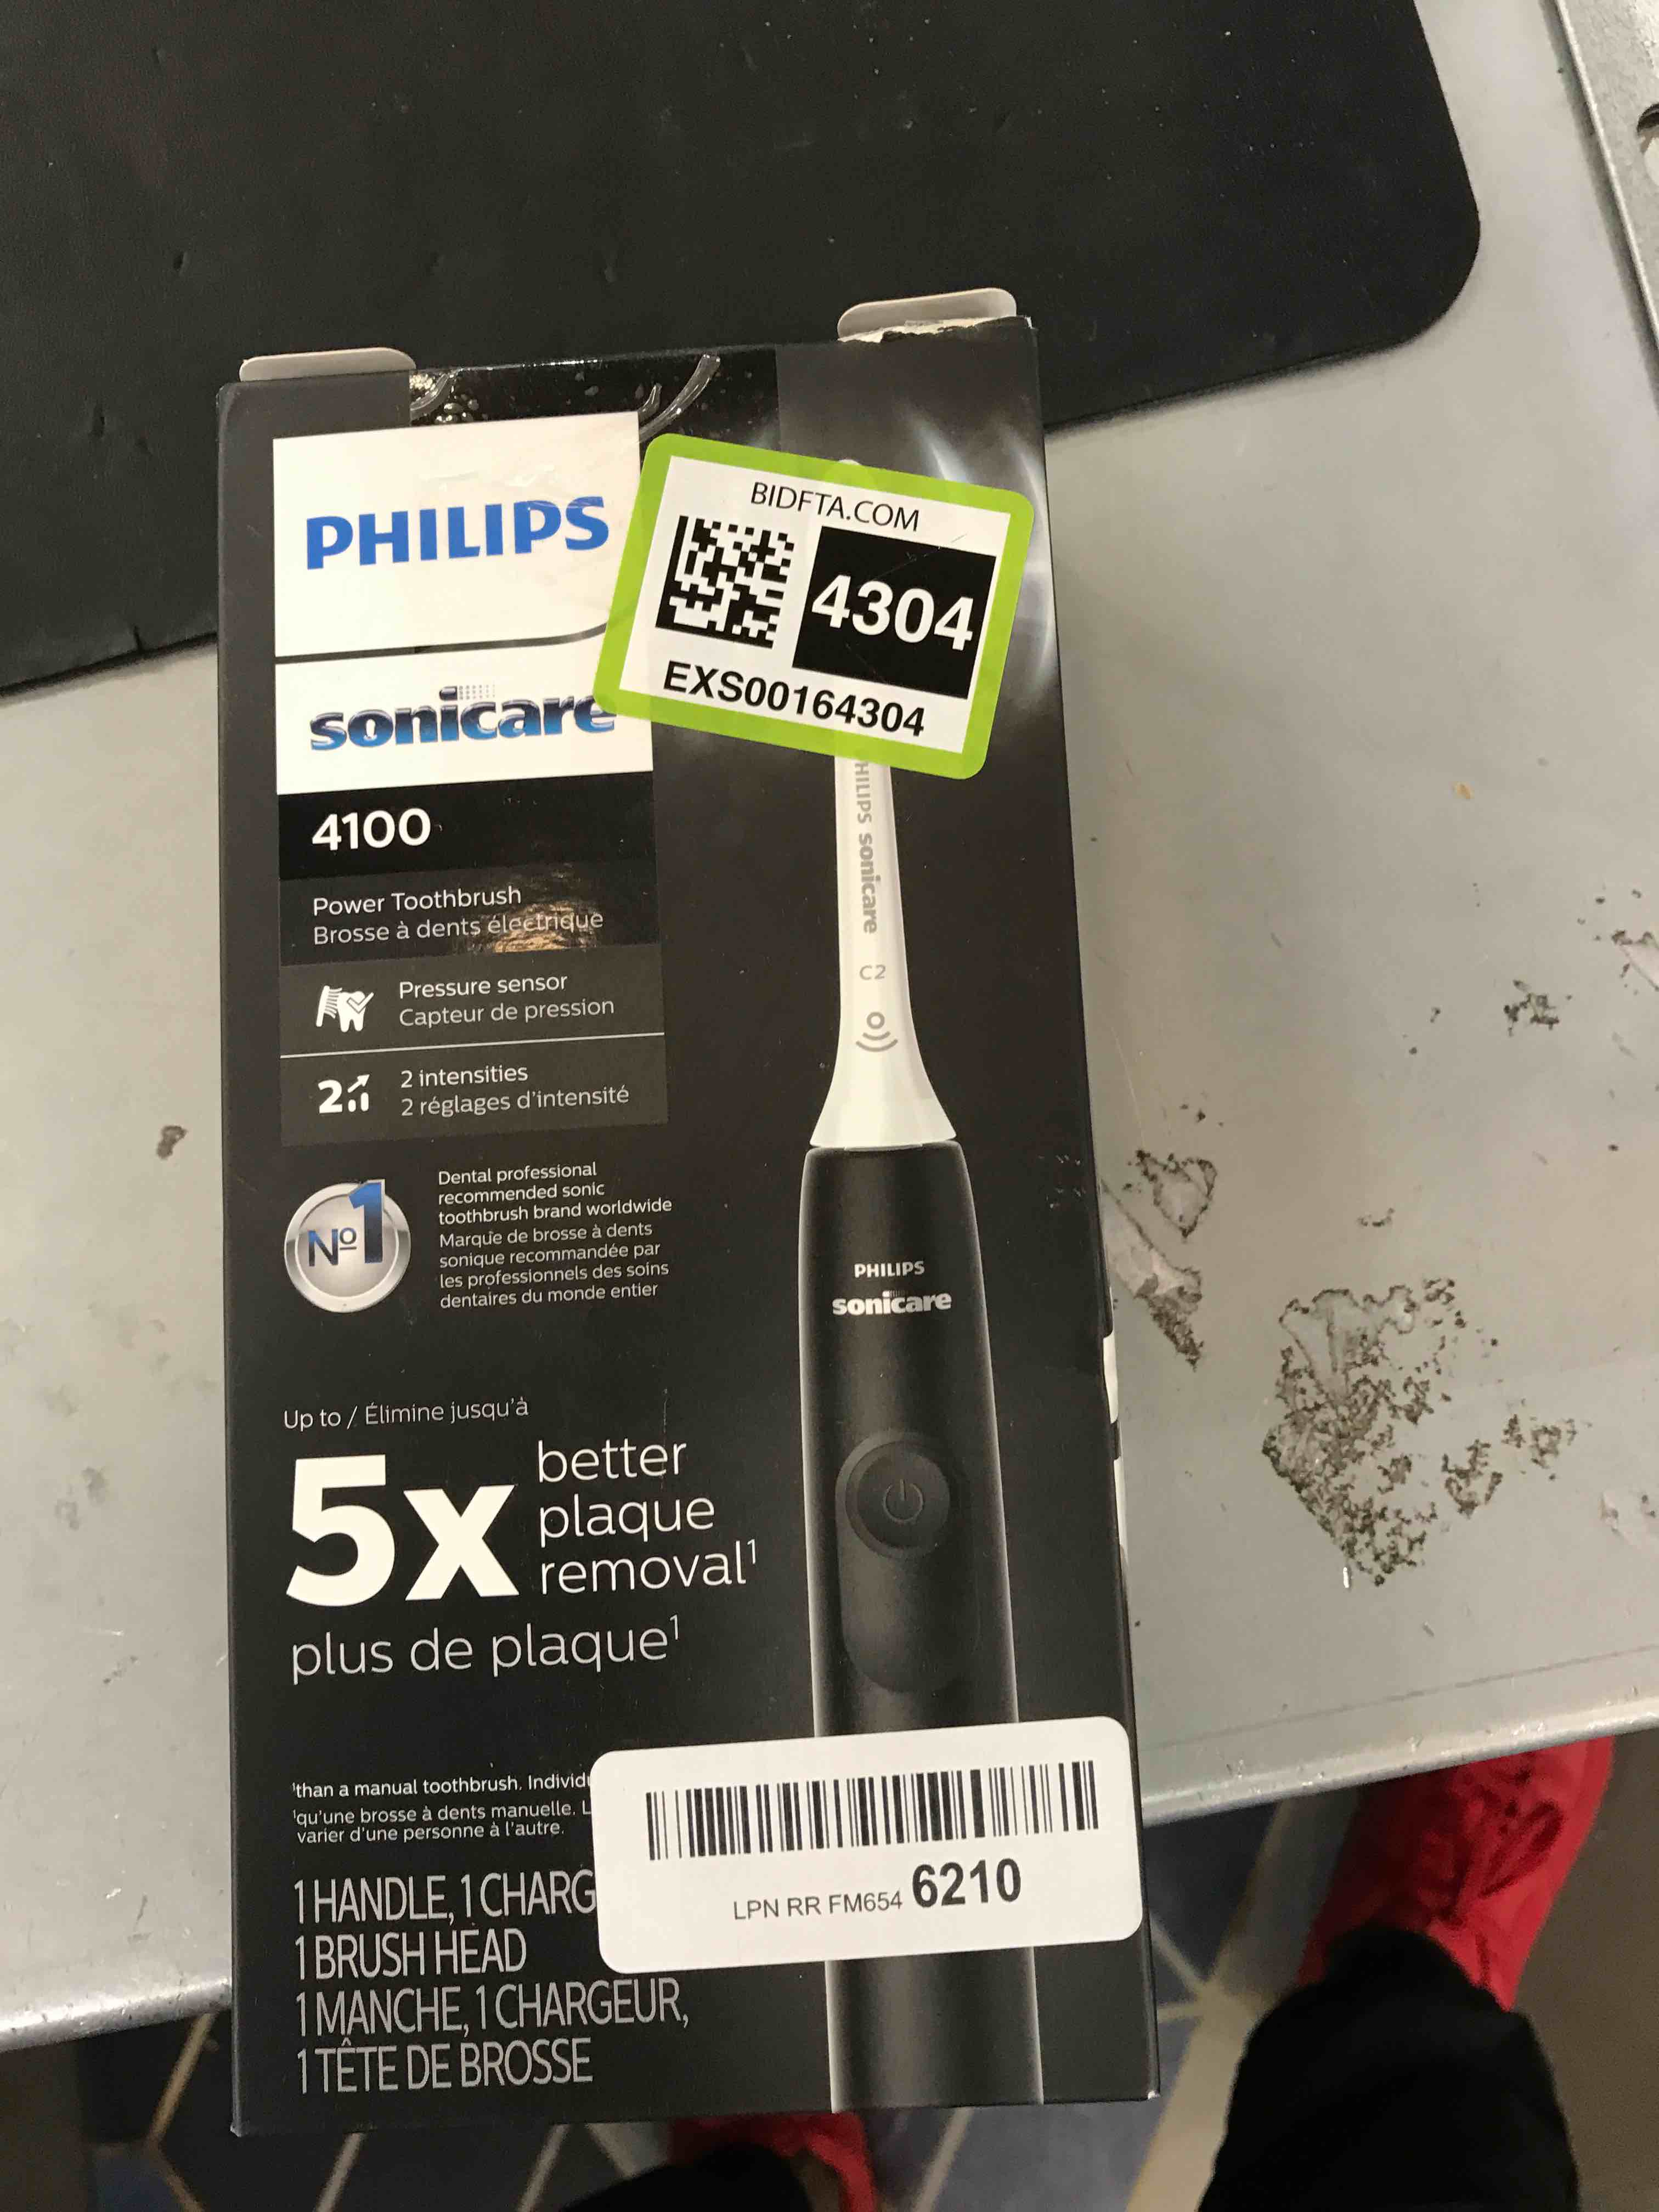 PHILIPS
sonicare
4100
Power Toothbrush
Brosse à dents électrique
Pressure sensor
Capteur de pression
2
2 intensities
2 réglages d'intensité
Nº1
Dental professional
recommended sonic
toothbrush brand worldwide
Marque de brosse à dents
sonique recommandée par
les professionnels des soins
dentaires du monde entier
Up to / Élimine jusqu'à
5x
better
plaque
removal¹
plus de plaque¹
¹than a manual toothbrush.
¹qu'une brosse à dents manuelle.
varier d'une personne à l'autre.
1 HANDLE, 1
1 BRUSH HEAD
1 MANCHE, 1 CHARGEUR,
1 TÊTE DE BROSSE
BIDFTA.COM
4304
EXS00164304
sonicare
C2
PHILIPS
sonicare
LPN RR FM654 6210